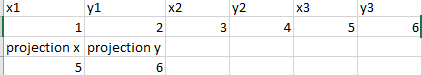 x1 y1 x2 y2 x3 y3
1 2 3 4 5 6
projection x projection y
5 6